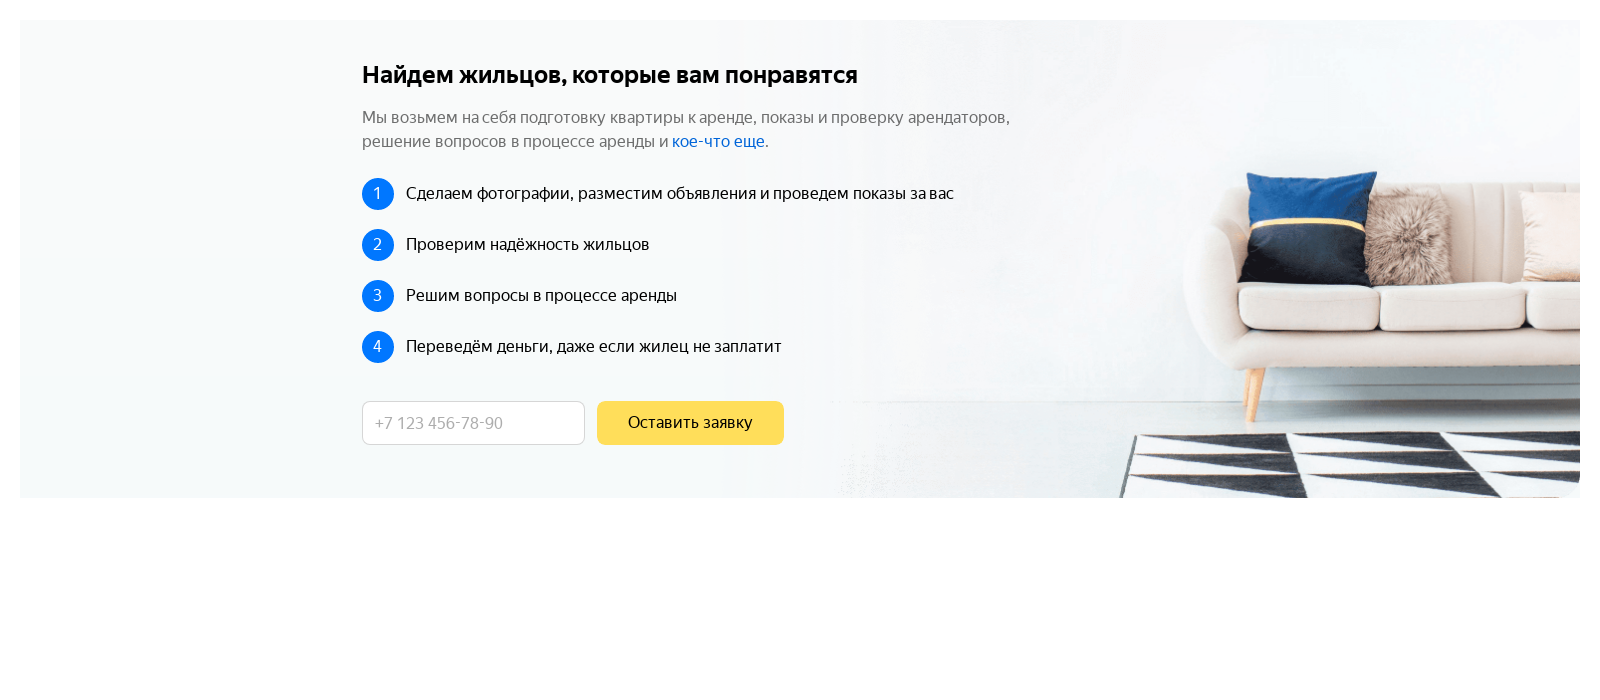 Найдем жильцов, которые вам понравятся
Мы возьмем на себя подготовку квартиры к аренде, показы и проверку арендаторов,
решение вопросов в процессе аренды и кое-что еще.
1 Сделаем фотографии, разместим объявления и проведем показы за вас
2 Проверим надёжность жильцов
3 Решим вопросы в процессе аренды
4 Переведём деньги, даже если жилец не заплатит
+7 123 456-78-90 Оставить заявку